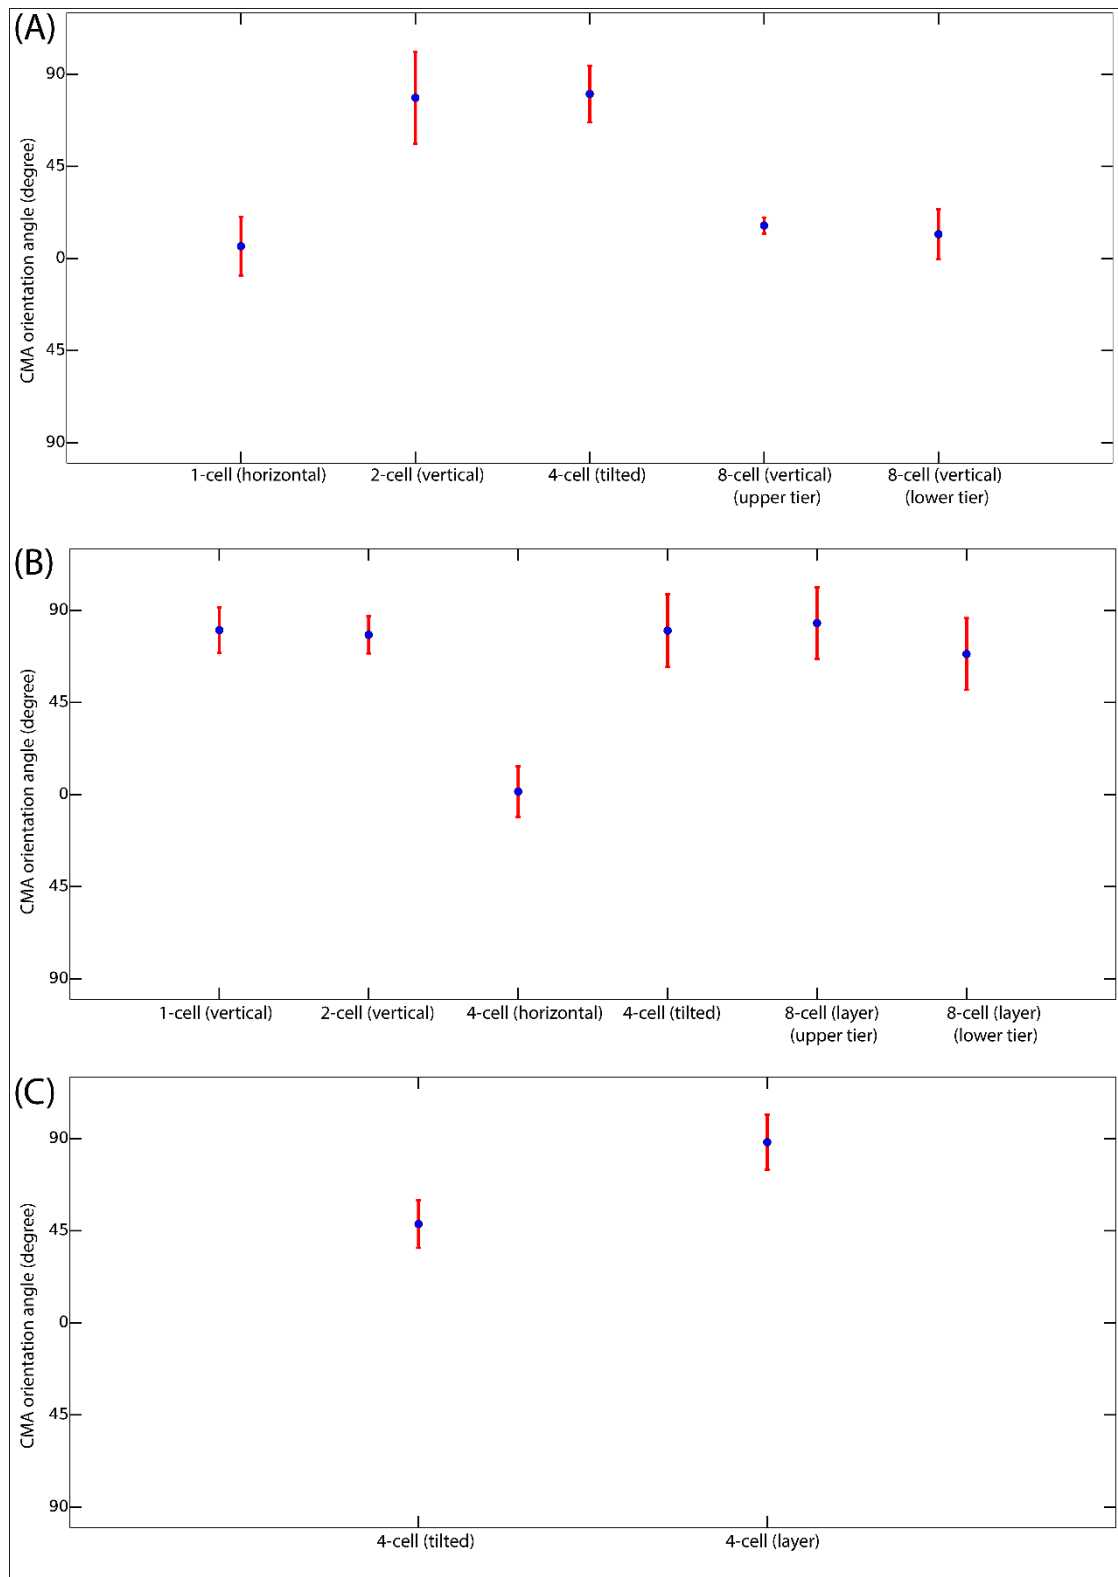 (A)
CMA orientation angle (degree)
90
45
0
45
90
1-cell (horizontal) 2-cell (vertical) 4-cell (tilted) 8-cell (vertical) 8-cell (vertical)
(upper tier) (lower tier)
(B)
CMA orientation angle (degree)
90
45
0
45
90
1-cell (vertical) 2-cell (vertical) 4-cell (horizontal) 4-cell (tilted) 8-cell (layer) 8-cell (layer)
(upper tier) (lower tier)
(C)
CMA orientation angle (degree)
90
45
0
45
90
4-cell (tilted) 4-cell (layer)